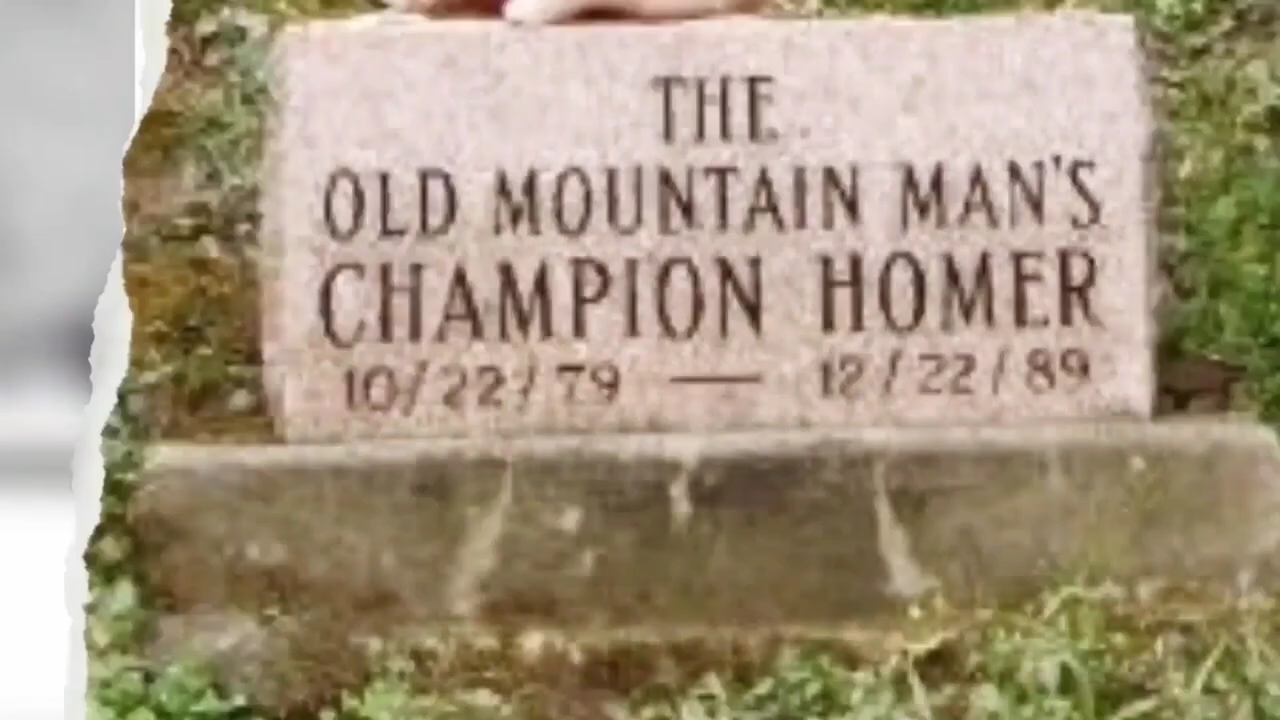 THE
OLD MOUNTAIN MAN'S
CHAMPION HOMER
10/22/79 — 12/22/89